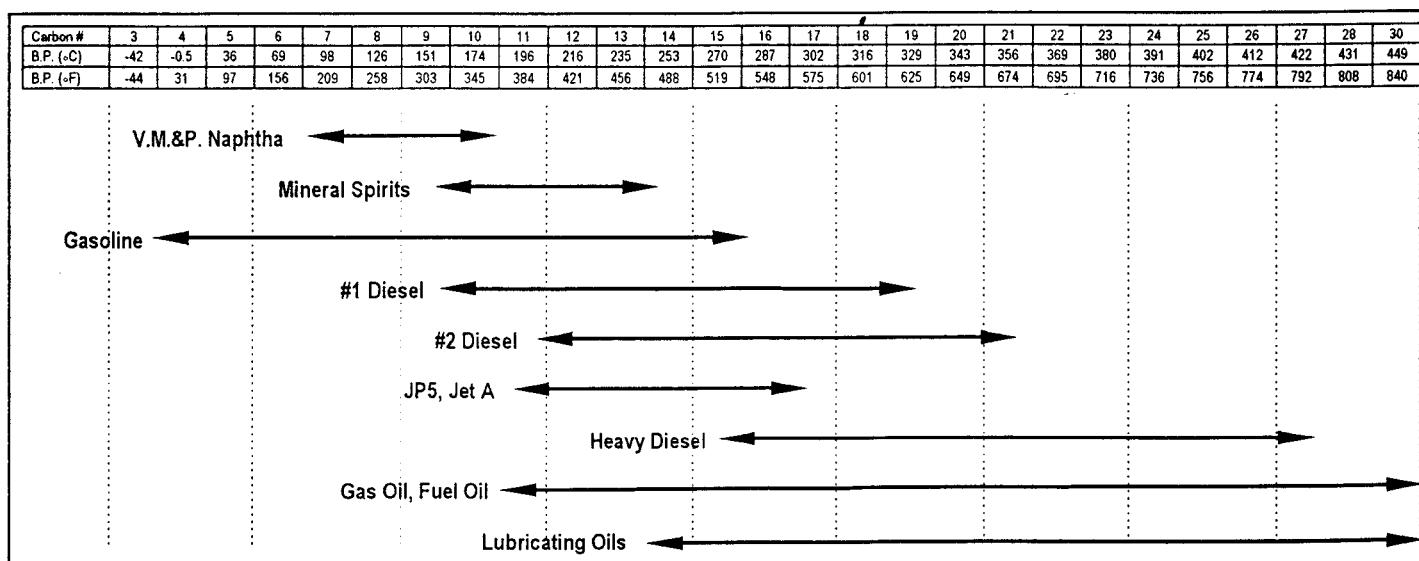 Carbon # 3 4 5 6 7 8 9 10 11 12 13 14 15 16 17 18 19 20 21 22 23 24 25 26 27 28 30
B.P. (∘C) -42 -0.5 36 69 98 126 151 174 196 216 235 253 270 287 302 316 329 343 356 369 380 391 402 412 422 431 449
B.P. (∘F) -44 31 97 156 209 258 303 345 384 421 456 488 519 548 575 601 625 649 674 695 716 736 756 774 792 808 840
V.M.&P. Naphtha
Mineral Spirits
Gasoline
#1 Diesel
#2 Diesel
JP5, Jet A
Heavy Diesel
Gas Oil, Fuel Oil
Lubricating Oils